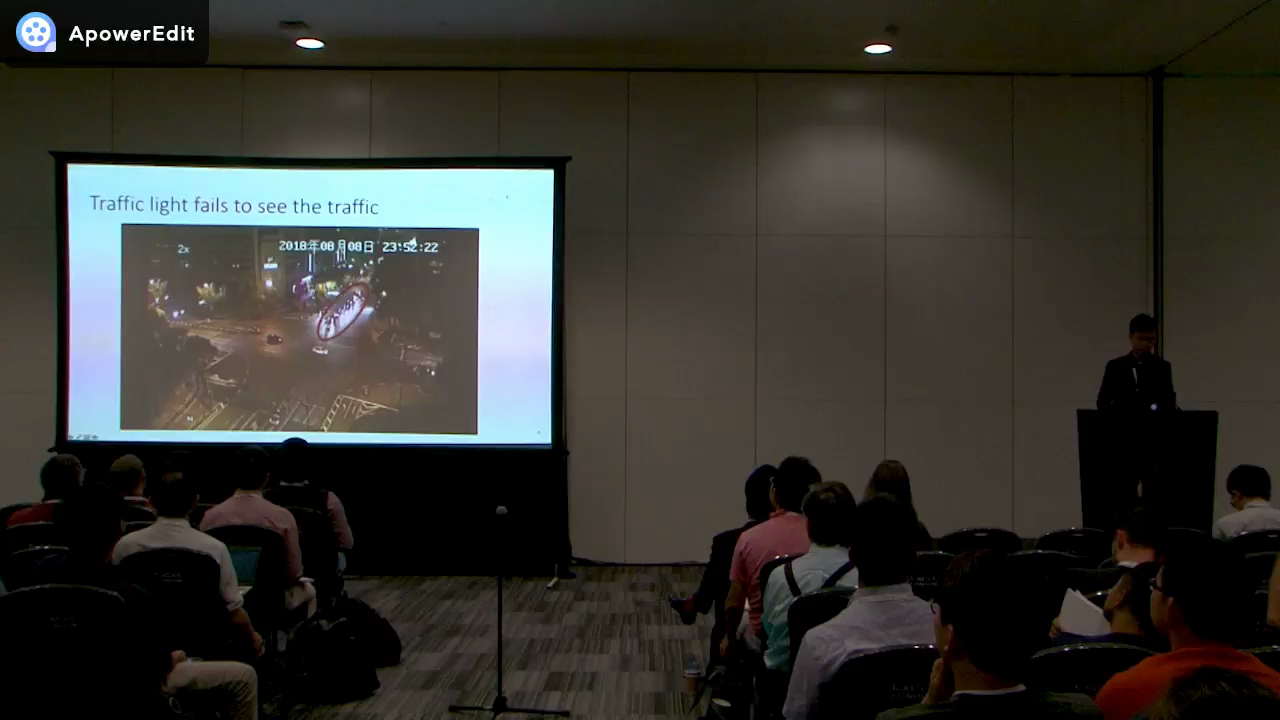 ApowerEdit
Traffic light fails to see the traffic
2x
2018年08月08日 23:52:22